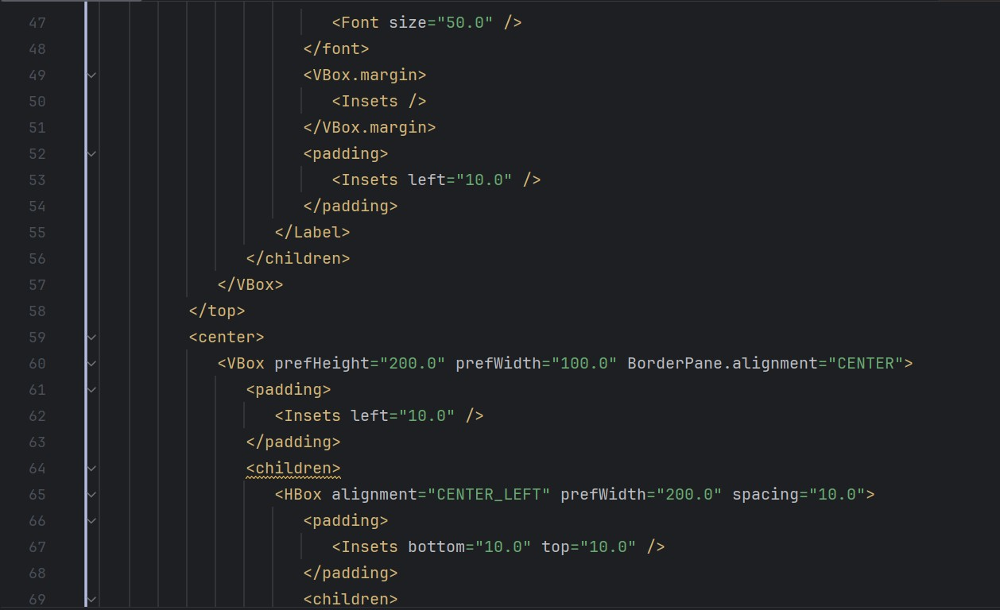 47 <Font size="50.0" />
48 </font>
49 <VBox.margin>
50 <Insets />
51 </VBox.margin>
52 <padding>
53 <Insets left="10.0" />
54 </padding>
55 </Label>
56 </children>
57 </VBox>
58 </top>
59 <center>
60 <VBox prefHeight="200.0" prefWidth="100.0" BorderPane.alignment="CENTER">
61 <padding>
62 <Insets left="10.0" />
63 </padding>
64 <children>
65 <HBox alignment="CENTER_LEFT" prefWidth="200.0" spacing="10.0">
66 <padding>
67 <Insets bottom="10.0" top="10.0" />
68 </padding>
69 <children>